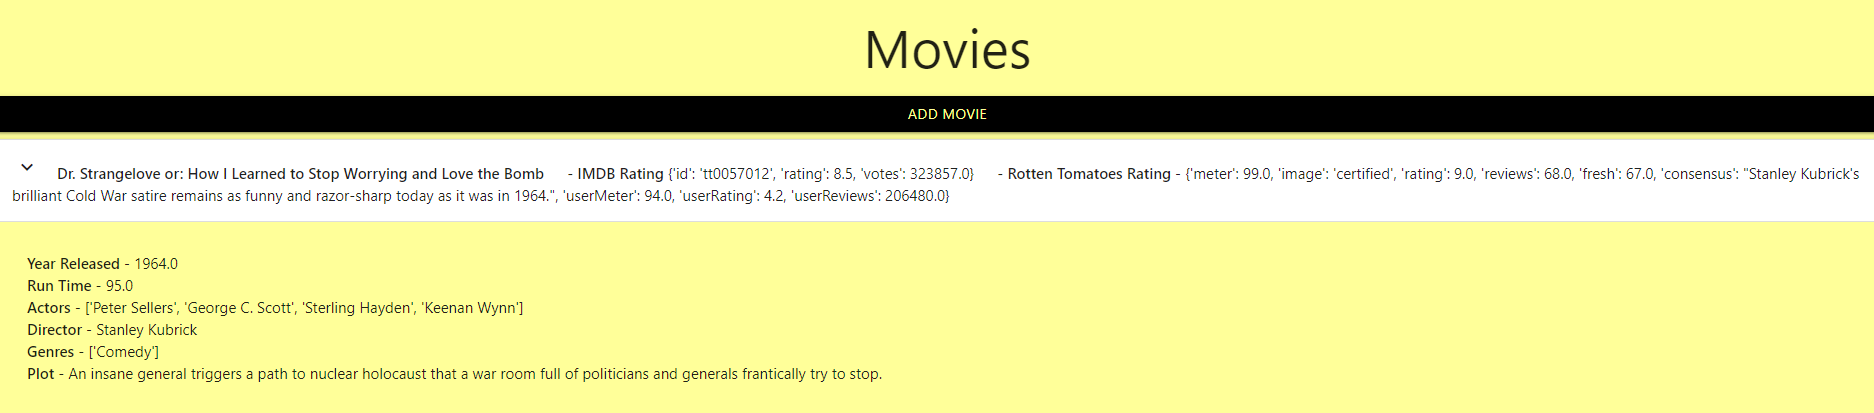 Movies
ADD MOVIE
Dr. Strangelove or: How I Learned to Stop Worrying and Love the Bomb - IMDB Rating {'id': 'tt0057012', 'rating': 8.5, 'votes': 323857.0} - Rotten Tomatoes Rating - {'meter': 99.0, 'image': 'certified', 'rating': 9.0, 'reviews': 68.0, 'fresh': 67.0, 'consensus': "Stanley Kubrick's
brilliant Cold War satire remains as funny and razor-sharp today as it was in 1964.", 'userMeter': 94.0, 'userRating': 4.2, 'userReviews': 206480.0}
Year Released - 1964.0
Run Time - 95.0
Actors - ['Peter Sellers', 'George C. Scott', 'Sterling Hayden', 'Keenan Wynn']
Director - Stanley Kubrick
Genres - ['Comedy']
Plot - An insane general triggers a path to nuclear holocaust that a war room full of politicians and generals frantically try to stop.